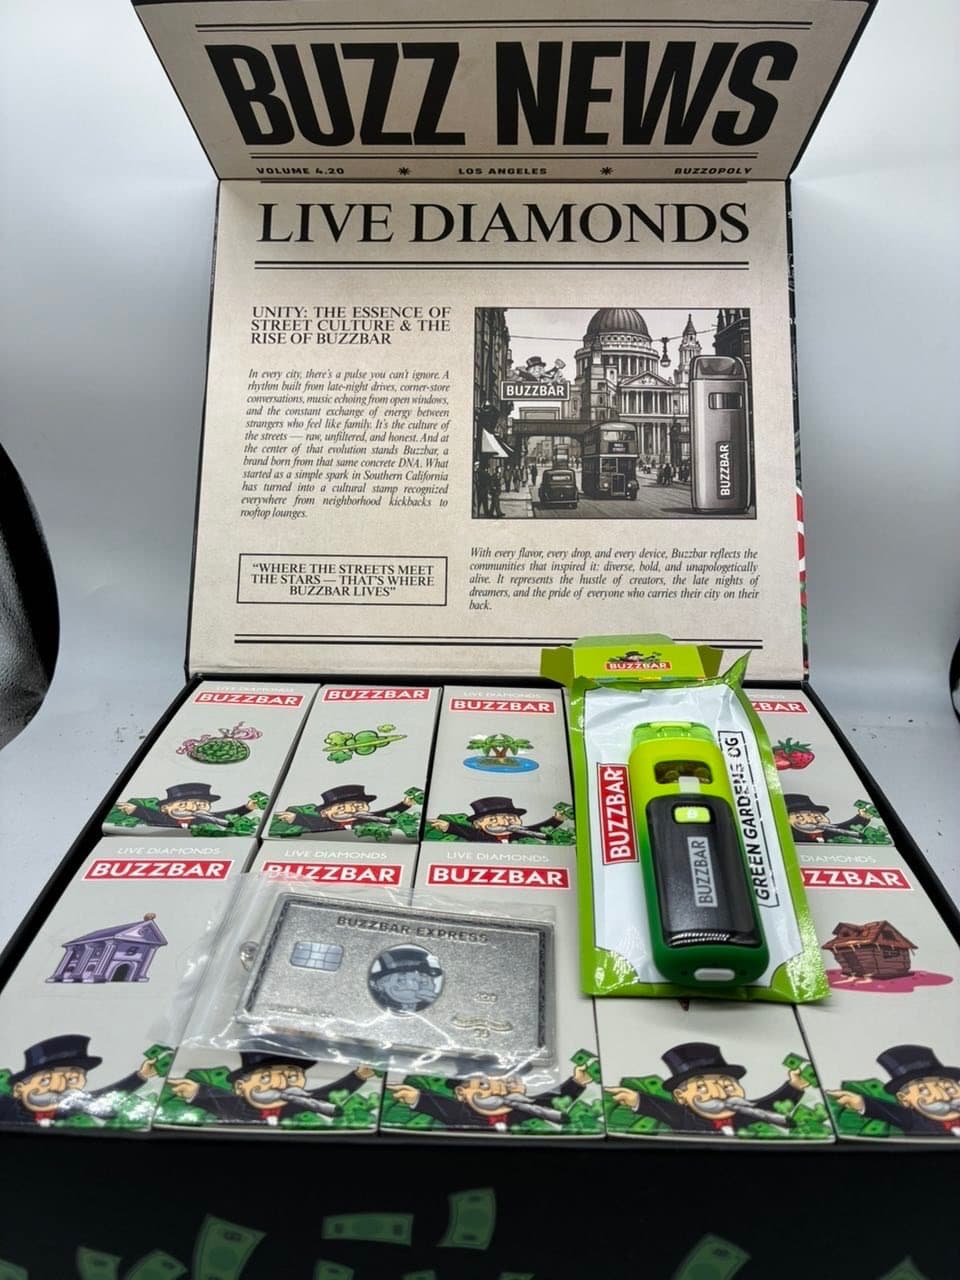 BUZZ NEWS
VOLUME 4.20 * LOS ANGELES * BUZZOPOLY
LIVE DIAMONDS
UNITY: THE ESSENCE OF
STREET CULTURE & THE
RISE OF BUZZBAR
In every city, there's a pulse you can't ignore. A
rhythm built from late-night drives, corner-store
conversations, music echoing from open windows,
and the constant exchange of energy between
strangers who feel like family. It's the culture of
the streets — raw, unfiltered, and honest. And at
the center of that evolution stands Buzzbar, a
brand born from that same concrete DNA. What
started as a simple spark in Southern California
has turned into a cultural stamp recognized
everywhere from neighborhood kickbacks to
rooftop lounges.
"WHERE THE STREETS MEET
THE STARS — THAT'S WHERE
BUZZBAR LIVES"
BUZZBAR
BUZZBAR
With every flavor, every drop, and every device, Buzzbar reflects the
communities that inspired it: diverse, bold, and unapologetically
alive. It represents the hustle of creators, the late nights of
dreamers, and the pride of everyone who carries their city on their
back.
BUZZBAR
LIVE DIAMONDS
BUZZBAR
BUZZBAR
LIVE DIAMONDS
BUZZBAR
BUZZBAR
BUZZBAR
GREEN GARDENS OG
B
LIVE DIAMONDS
BUZZBAR
LIVE DIAMONDS
BUZZBAR
LIVE DIAMONDS
BUZZBAR
DIAMONDS
BUZZBAR EXPRESS